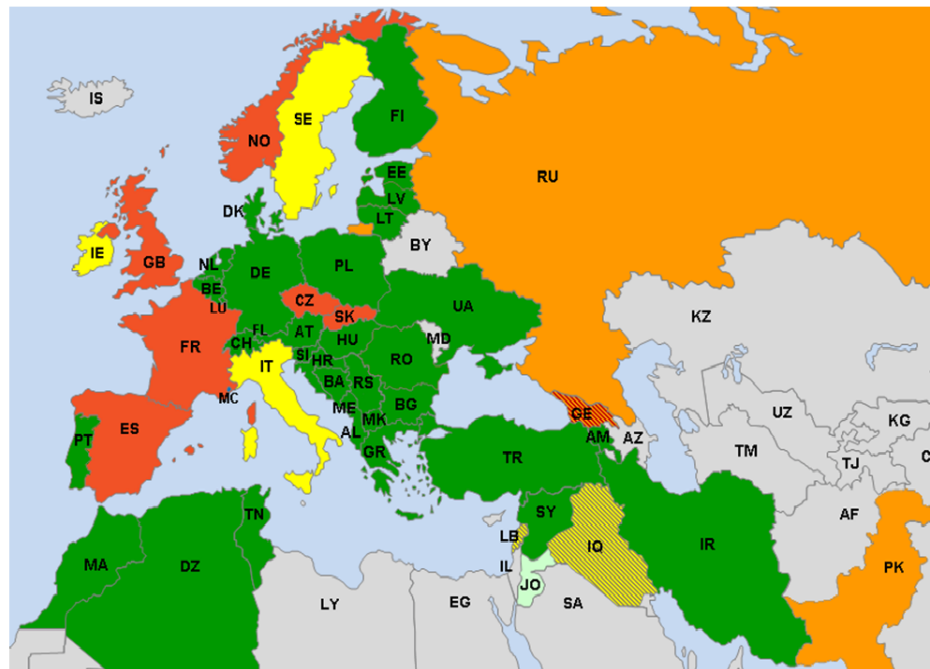 IS
NO
SE
FI
RU
EE
LV
LT
DK
IE
GB
NL
BE
DE
PL
BY
LU
CZ
SK
UA
KZ
FL
CH
AT
HU
MD
FR
IT
SI
HR
RO
MC
BA
RS
BG
ME
MK
AL
GR
PT
ES
GE
AM
AZ
UZ
KG
TM
TJ
TR
TN
SY
LB
IQ
IR
AF
PK
MA
DZ
IL
JO
LY
EG
SA
C